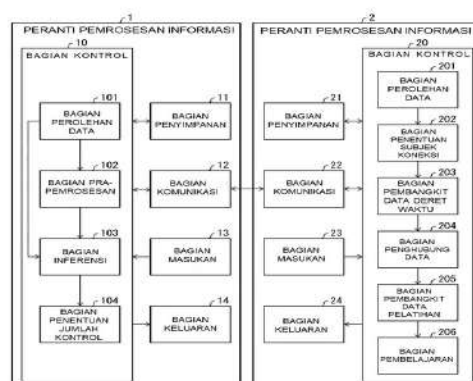 1
PERANTI PEMROSESAN INFORMASI
10
BAGIAN KONTROL
101
BAGIAN
PEROLEHAN
DATA
102
BAGIAN
PRA-
PEMROSESAN
103
BAGIAN
INFERENSI
104
BAGIAN
PENENTUAN
JUMLAH
KONTROL
11
BAGIAN
PENYIMPANAN
12
BAGIAN
KOMUNIKASI
13
BAGIAN
MASUKAN
14
BAGIAN
KELUARAN
2
PERANTI PEMROSESAN INFORMASI
21
BAGIAN
PENYIMPANAN
22
BAGIAN
KOMUNIKASI
23
BAGIAN
MASUKAN
24
BAGIAN
KELUARAN
20
BAGIAN KONTROL
201
BAGIAN
PEROLEHAN
DATA
202
BAGIAN
PENENTUAN
SUBJEK
KONEKSI
203
BAGIAN
PEMBANGKIT
DATA DERET
WAKTU
204
BAGIAN
PENGHUBUNG
DATA
205
BAGIAN
PEMBANGKIT
DATA
PELATIHAN
206
BAGIAN
PEMBELAJARAN